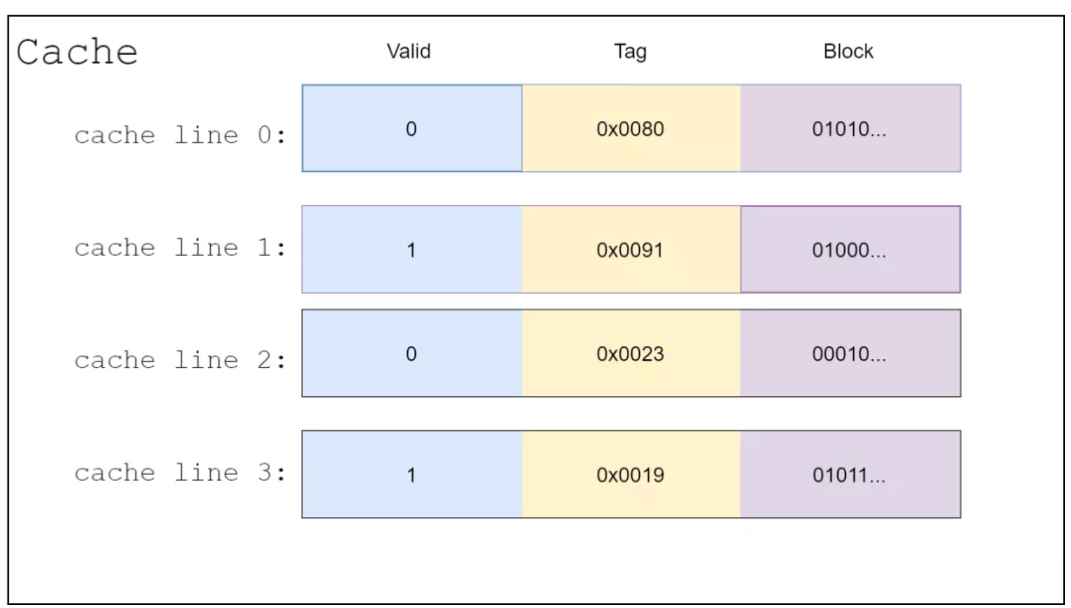 Cache Valid Tag Block
cache line 0: 0 0x0080 01010...
cache line 1: 1 0x0091 01000...
cache line 2: 0 0x0023 00010...
cache line 3: 1 0x0019 01011...